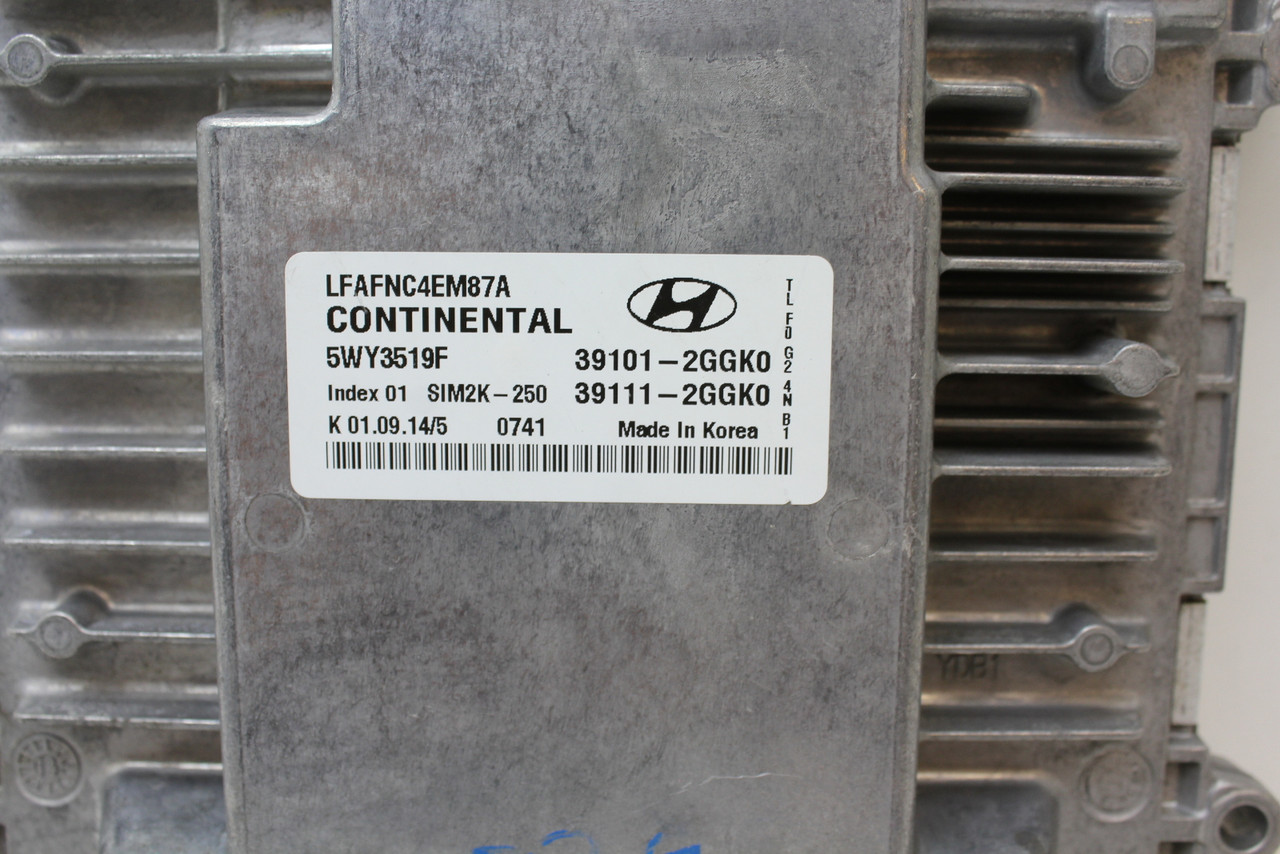 LFAFNC4EM87A
CONTINENTAL
5WY3519F 39101-2GGK0
Index 01 SIM2K-250 39111-2GGK0
K 01.09.14/5 0741 Made In Korea
TL F0 G2 4N B1
YDB1